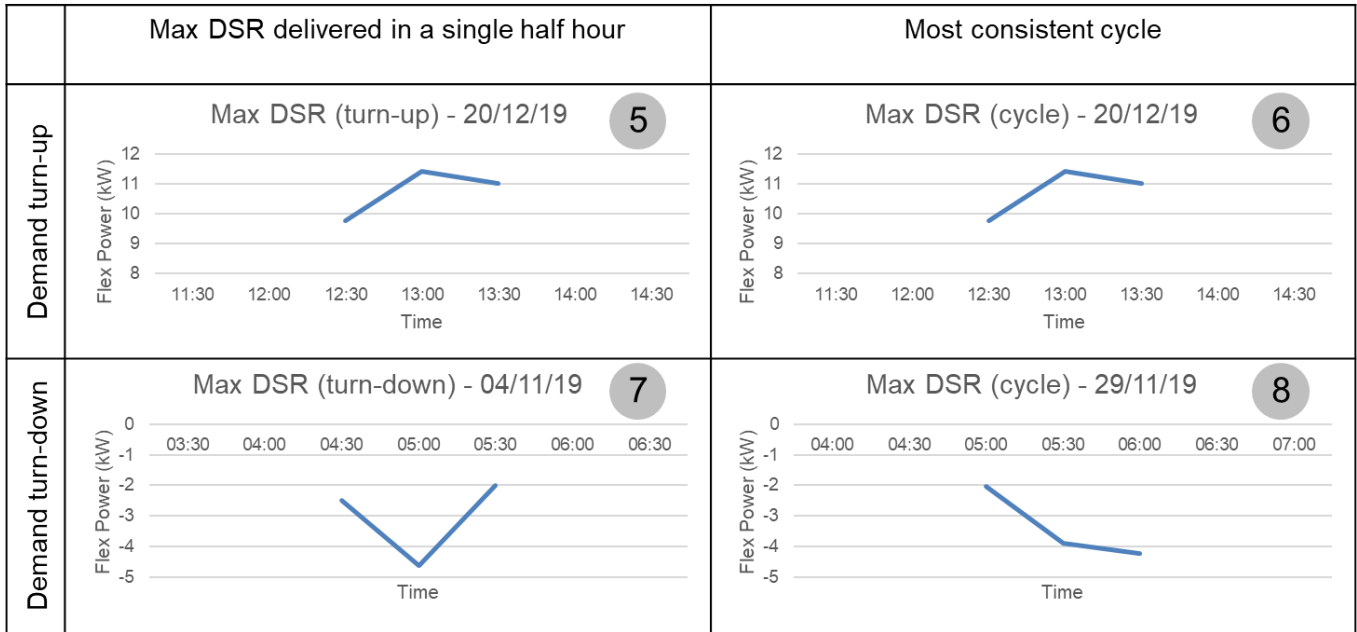 Max DSR delivered in a single half hour
Most consistent cycle
Demand turn-up
Max DSR (turn-up) - 20/12/19
5
Flex Power (kW)
12
11
10
9
8
11:30 12:00 12:30 13:00 13:30 14:00 14:30
Time
Max DSR (cycle) - 20/12/19
6
Flex Power (kW)
12
11
10
9
8
11:30 12:00 12:30 13:00 13:30 14:00 14:30
Time
Demand turn-down
Max DSR (turn-down) - 04/11/19
7
Flex Power (kW)
0
03:30 04:00 04:30 05:00 05:30 06:00 06:30
-1
-2
-3
-4
-5
Time
Max DSR (cycle) - 29/11/19
8
Flex Power (kW)
0
04:00 04:30 05:00 05:30 06:00 06:30 07:00
-1
-2
-3
-4
-5
Time